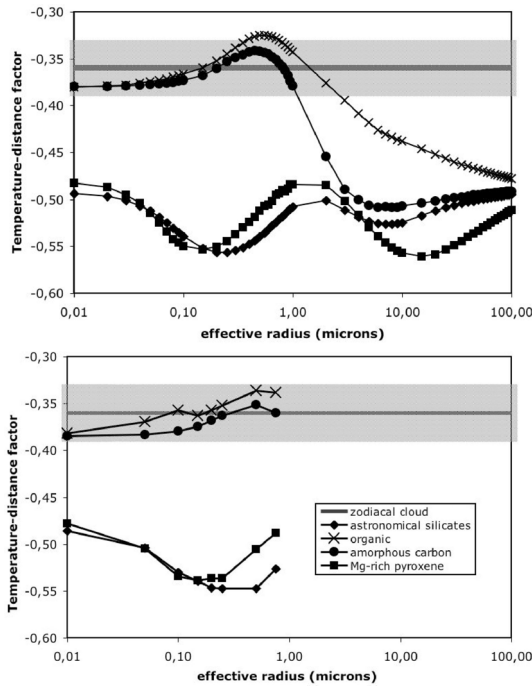 -0,30
-0,35
-0,40
-0,45
-0,50
-0,55
-0,60
Temperature-distance factor
0,01 0,10 1,00 10,00 100,00
effective radius (microns)
-0,30
-0,35
-0,40
-0,45
-0,50
-0,55
-0,60
Temperature-distance factor
zodiacal cloud
astronomical silicates
organic
amorphous carbon
Mg-rich pyroxene
0,01 0,10 1,00 10,00 100,00
effective radius (microns)